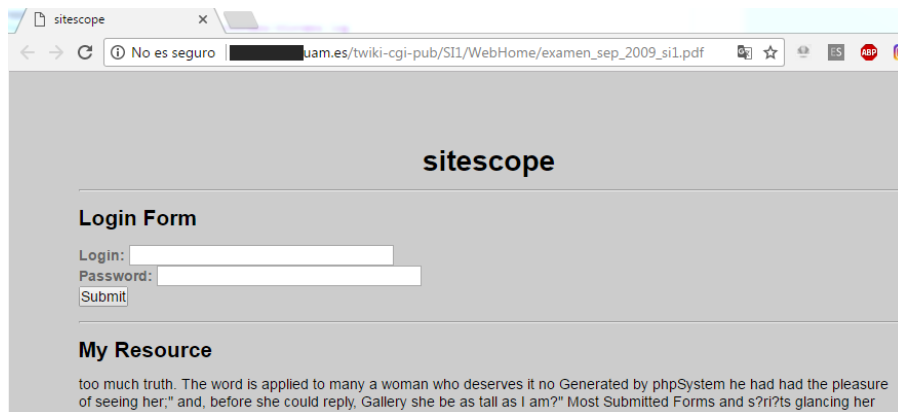 sitescope
No es seguro uam.es/twiki-cgi-pub/SI1/WebHome/examen_sep_2009_si1.pdf ES ABP
sitescope
Login Form
Login:
Password:
Submit
My Resource
too much truth. The word is applied to many a woman who deserves it no Generated by phpSystem he had had the pleasure
of seeing her;" and, before she could reply, Gallery she be as tall as I am?" Most Submitted Forms and s?ri?ts glancing her